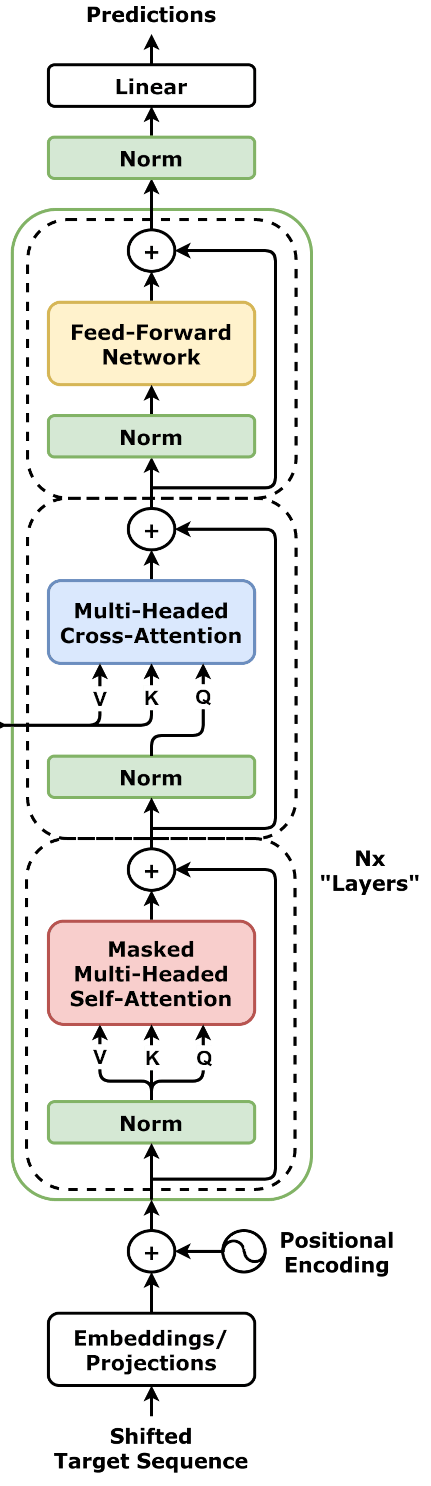 Predictions
Linear
Norm
+
Feed-Forward
Network
Norm
+
Multi-Headed
Cross-Attention
V K Q
Norm
Nx
"Layers"
+
Masked
Multi-Headed
Self-Attention
V K Q
Norm
+
Positional
Encoding
Embeddings/
Projections
Shifted
Target Sequence